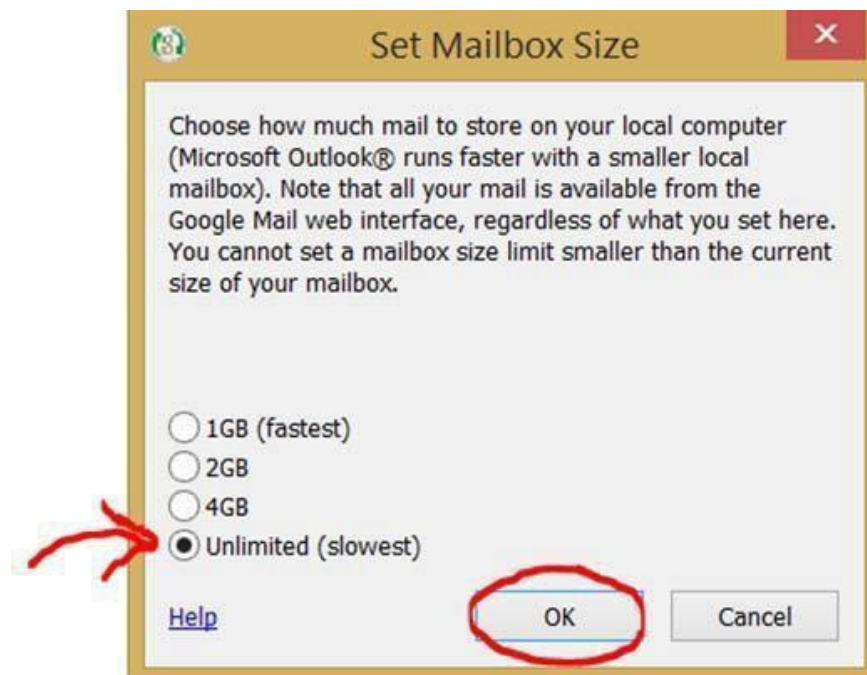 Set Mailbox Size
Choose how much mail to store on your local computer
(Microsoft Outlook® runs faster with a smaller local
mailbox). Note that all your mail is available from the
Google Mail web interface, regardless of what you set here.
You cannot set a mailbox size limit smaller than the current
size of your mailbox.
1GB (fastest)
2GB
4GB
Unlimited (slowest)
Help OK Cancel